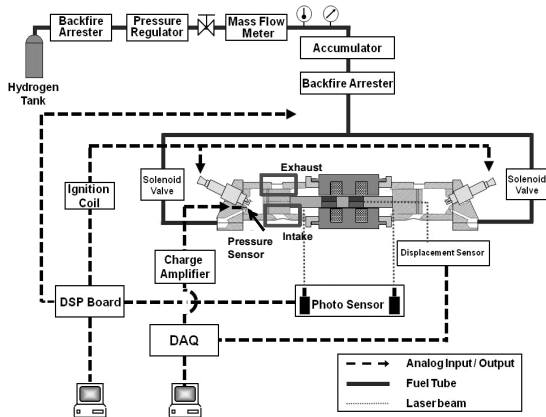 Backfire
Arrester
Pressure
Regulator
Mass Flow
Meter
Accumulator
Hydrogen
Tank
Backfire Arrester
Exhaust
Solenoid
Valve
Solenoid
Valve
Ignition
Coil
Pressure
Sensor
Intake
Displacement Sensor
Charge
Amplifier
DSP Board
Photo Sensor
DAQ
Analog Input / Output
Fuel Tube
Laser beam